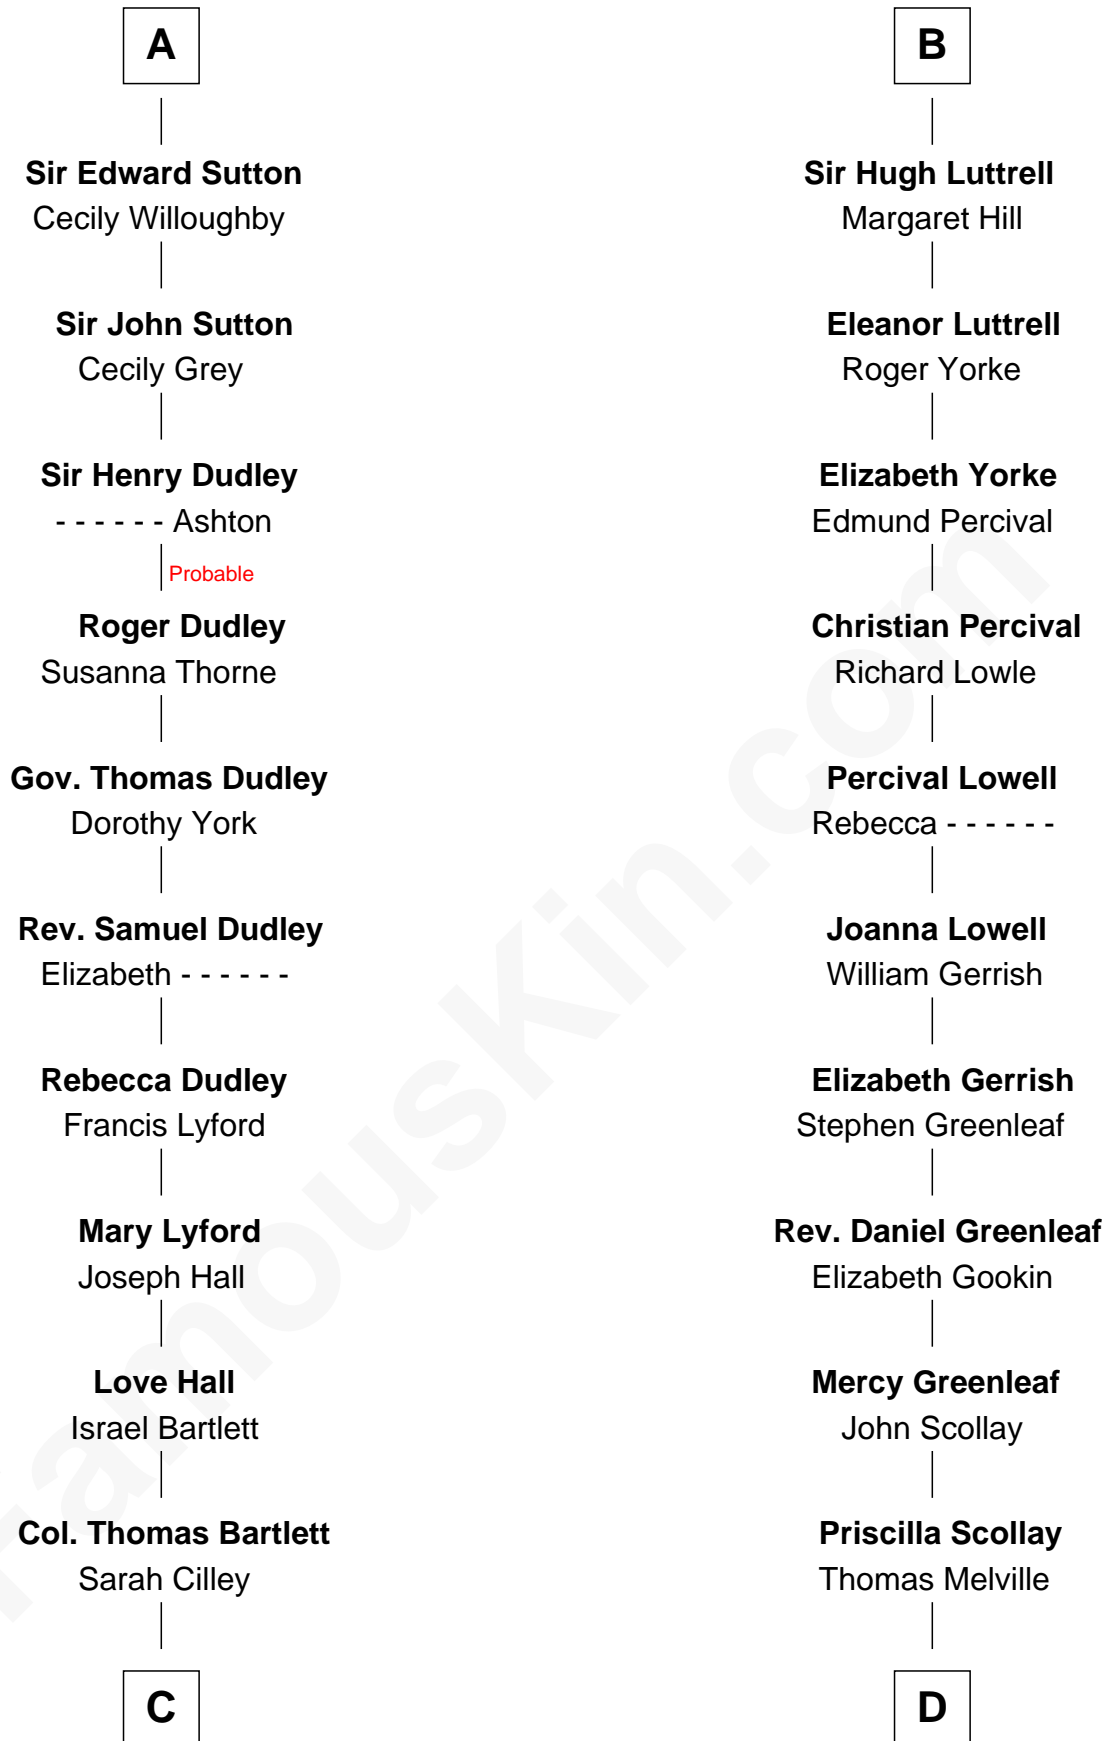 A
Sir Edward Sutton
Cecily Willoughby
Sir John Sutton
Cecily Grey
Sir Henry Dudley
- - - - - - Ashton
Probable
Roger Dudley
Susanna Thorne
Gov. Thomas Dudley
Dorothy York
Rev. Samuel Dudley
Elizabeth - - - - - -
Rebecca Dudley
Francis Lyford
Mary Lyford
Joseph Hall
Love Hall
Israel Bartlett
Col. Thomas Bartlett
Sarah Cilley
C
B
Sir Hugh Luttrell
Margaret Hill
Eleanor Luttrell
Roger Yorke
Elizabeth Yorke
Edmund Percival
Christian Percival
Richard Lowle
Percival Lowell
Rebecca - - - - - -
Joanna Lowell
William Gerrish
Elizabeth Gerrish
Stephen Greenleaf
Rev. Daniel Greenleaf
Elizabeth Gookin
Mercy Greenleaf
John Scollay
Priscilla Scollay
Thomas Melville
D
FamousKin.com